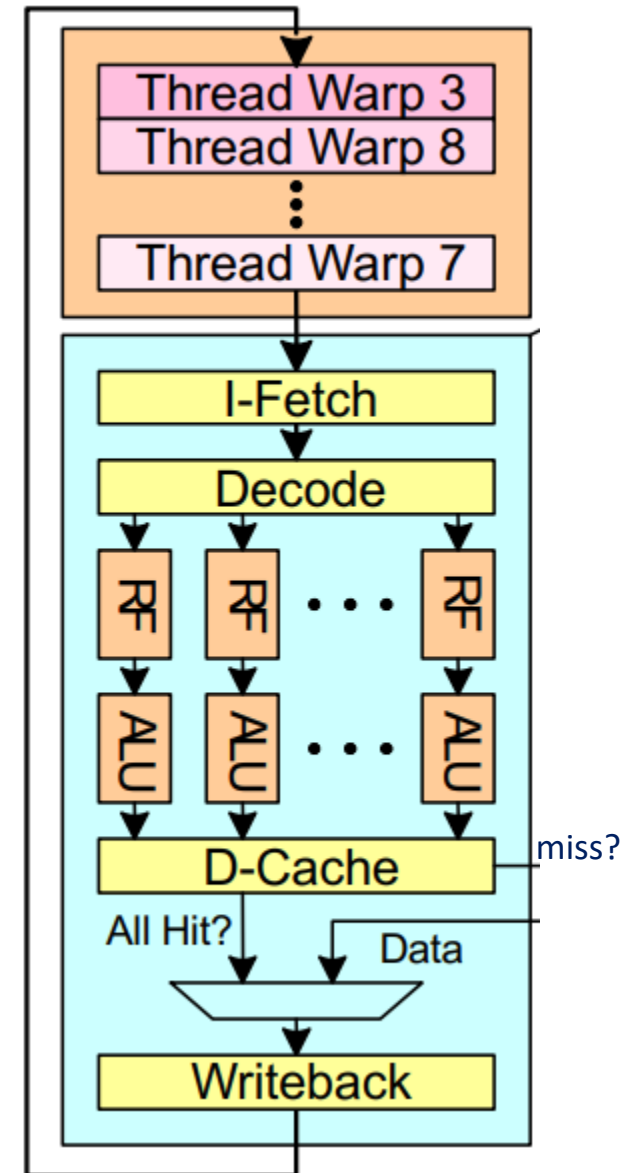 Thread Warp 3
Thread Warp 8
Thread Warp 7
I-Fetch
Decode
RF RF RF
ALU ALU ALU
D-Cache
miss?
All Hit?
Data
Writeback